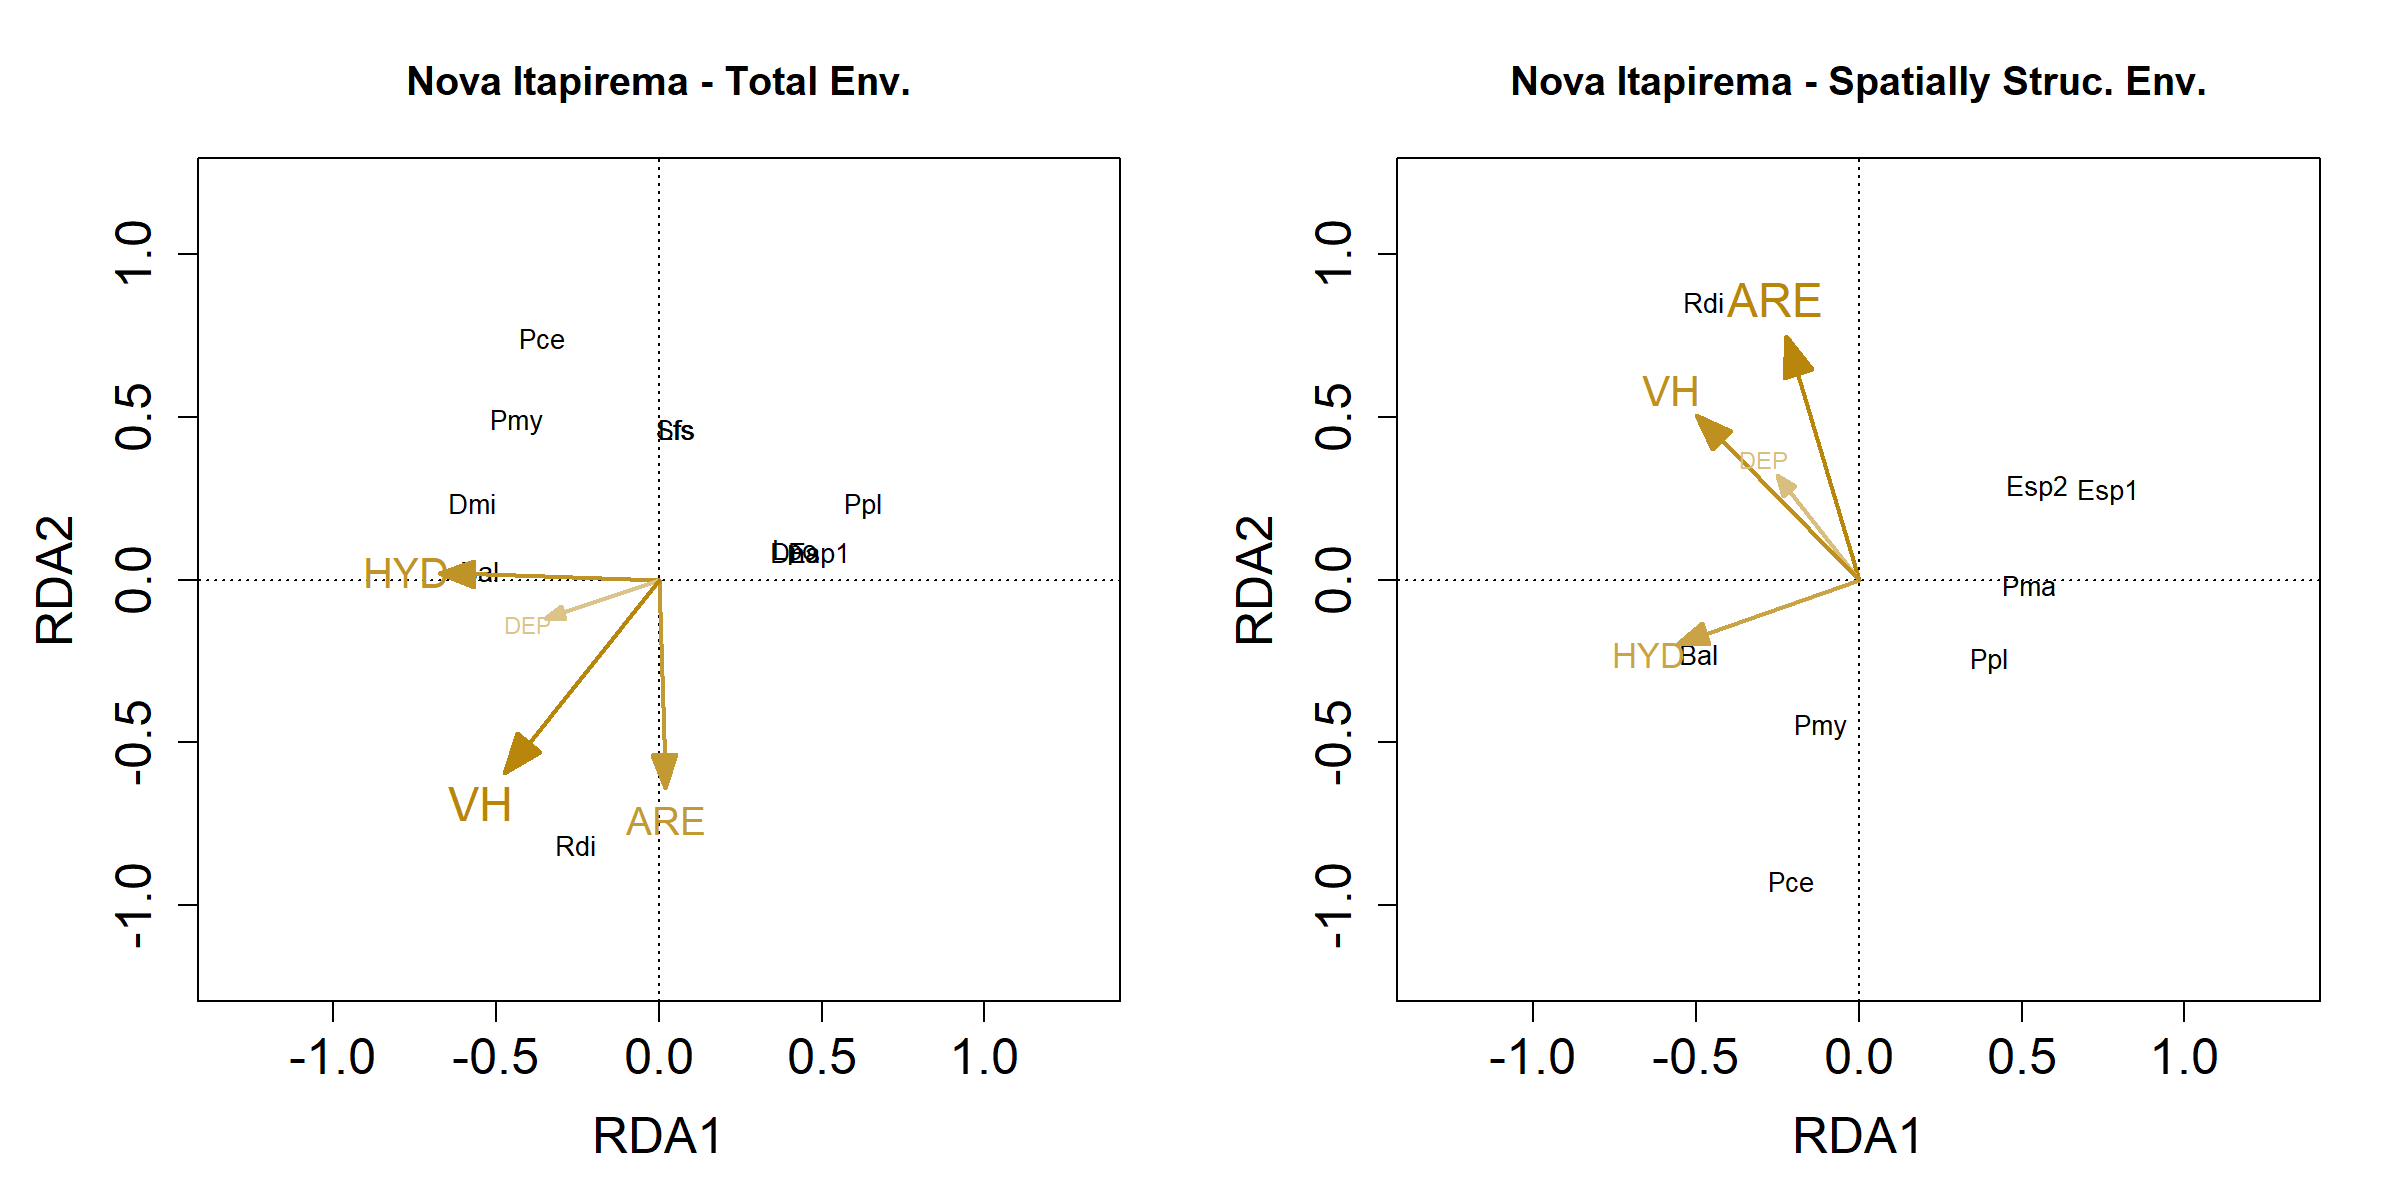 Nova Itapirema - Total Env.
RDA2
1.0
0.5
0.0
-0.5
-1.0
Pce
Pmy
Dmi
Ppl
Esp1
HYD
DEP
VH
ARE
Rdi
-1.0 -0.5 0.0 0.5 1.0
RDA1
Nova Itapirema - Spatially Struc. Env.
RDA2
1.0
0.5
0.0
-0.5
-1.0
Rdi ARE
VH
DEP
Esp2 Esp1
Pma
HYD Bal
Ppl
Pmy
Pce
-1.0 -0.5 0.0 0.5 1.0
RDA1